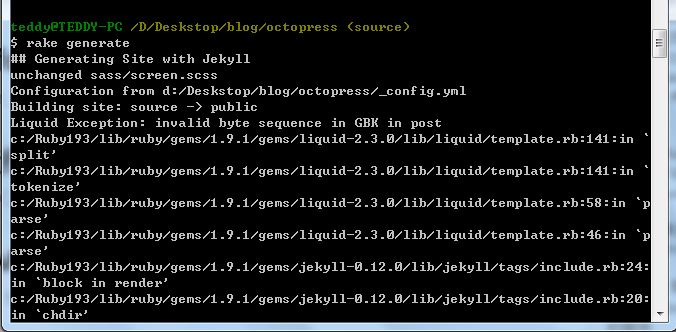 teddy@TEDDY-PC /D/Deskstop/blog/octopress (source)
$ rake generate
## Generating Site with Jekyll
unchanged sass/screen.scss
Configuration from d:/Deskstop/blog/octopress/_config.yml
Building site: source -> public
Liquid Exception: invalid byte sequence in GBK in post
c:/Ruby193/lib/ruby/gems/1.9.1/gems/liquid-2.3.0/lib/liquid/template.rb:141:in `
split'
c:/Ruby193/lib/ruby/gems/1.9.1/gems/liquid-2.3.0/lib/liquid/template.rb:141:in `
tokenize'
c:/Ruby193/lib/ruby/gems/1.9.1/gems/liquid-2.3.0/lib/liquid/template.rb:58:in `p
arse'
c:/Ruby193/lib/ruby/gems/1.9.1/gems/liquid-2.3.0/lib/liquid/template.rb:46:in `p
arse'
c:/Ruby193/lib/ruby/gems/1.9.1/gems/jekyll-0.12.0/lib/jekyll/tags/include.rb:24:
in `block in render'
c:/Ruby193/lib/ruby/gems/1.9.1/gems/jekyll-0.12.0/lib/jekyll/tags/include.rb:20:
in `chdir'